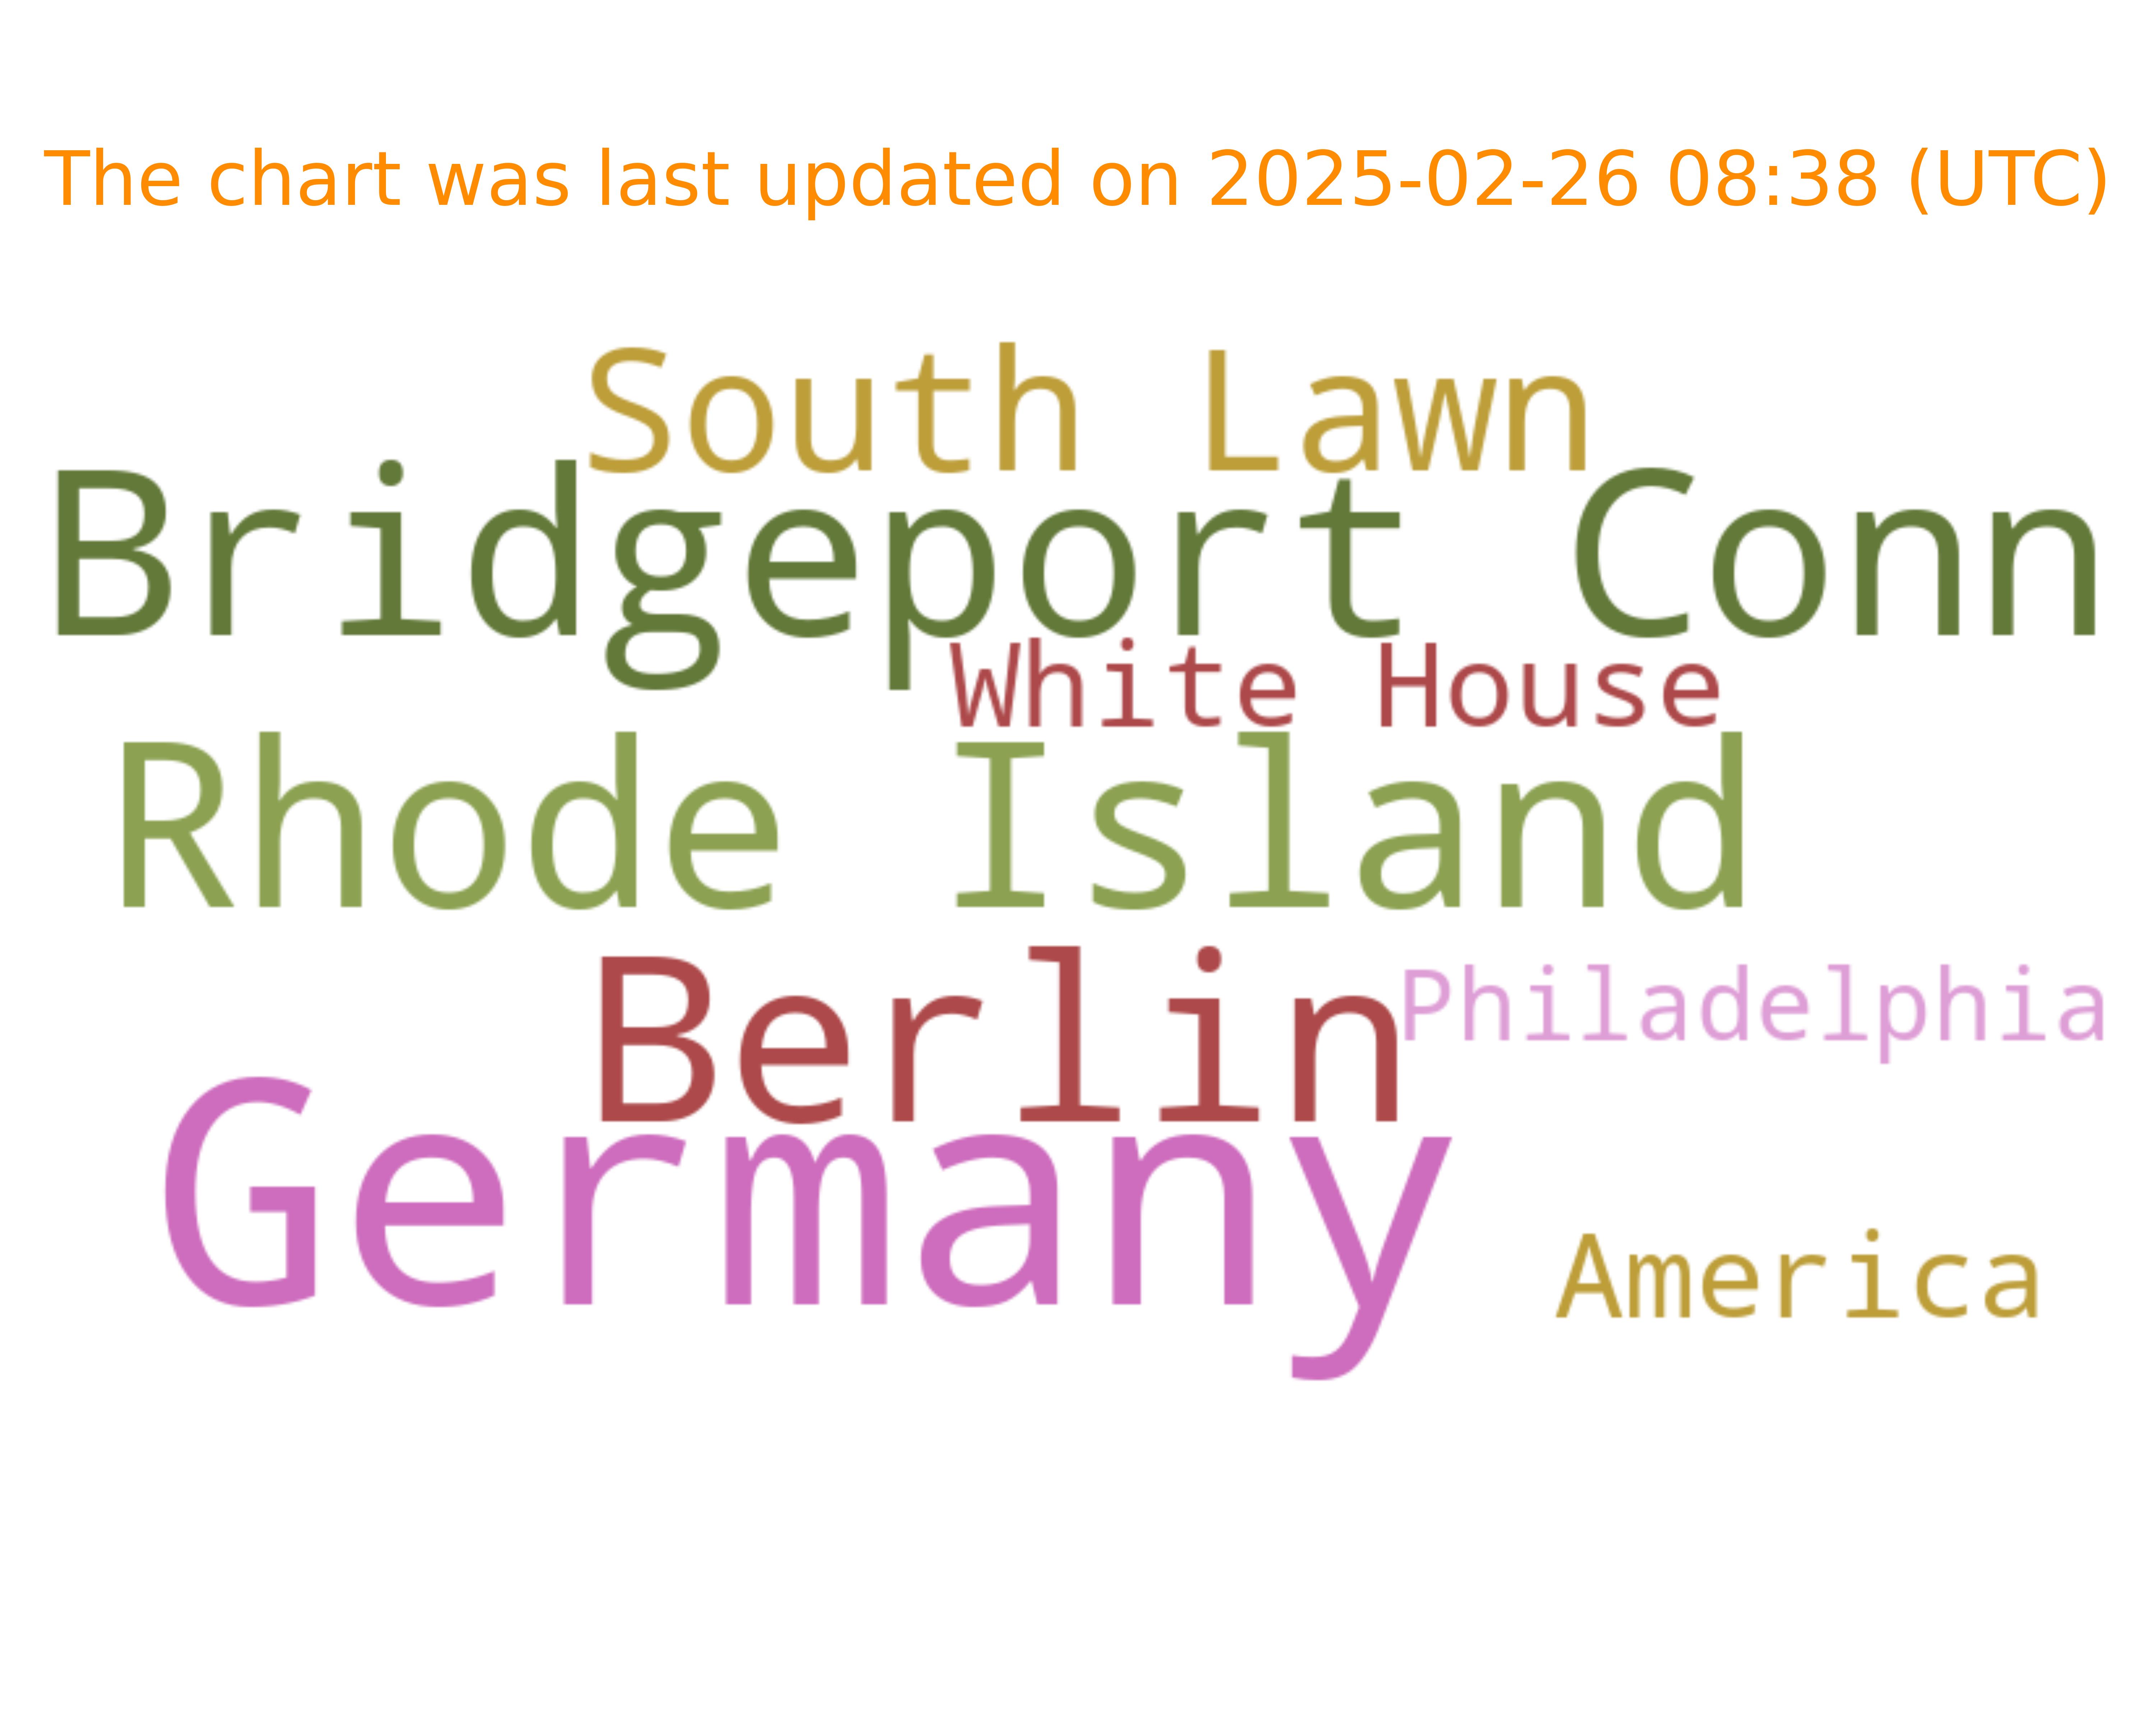 The chart was last updated on 2025-02-26 08:38 (UTC)
South Lawn
Bridgeport Conn
White House
Rhode Island
Berlin
Philadelphia
Germany
America